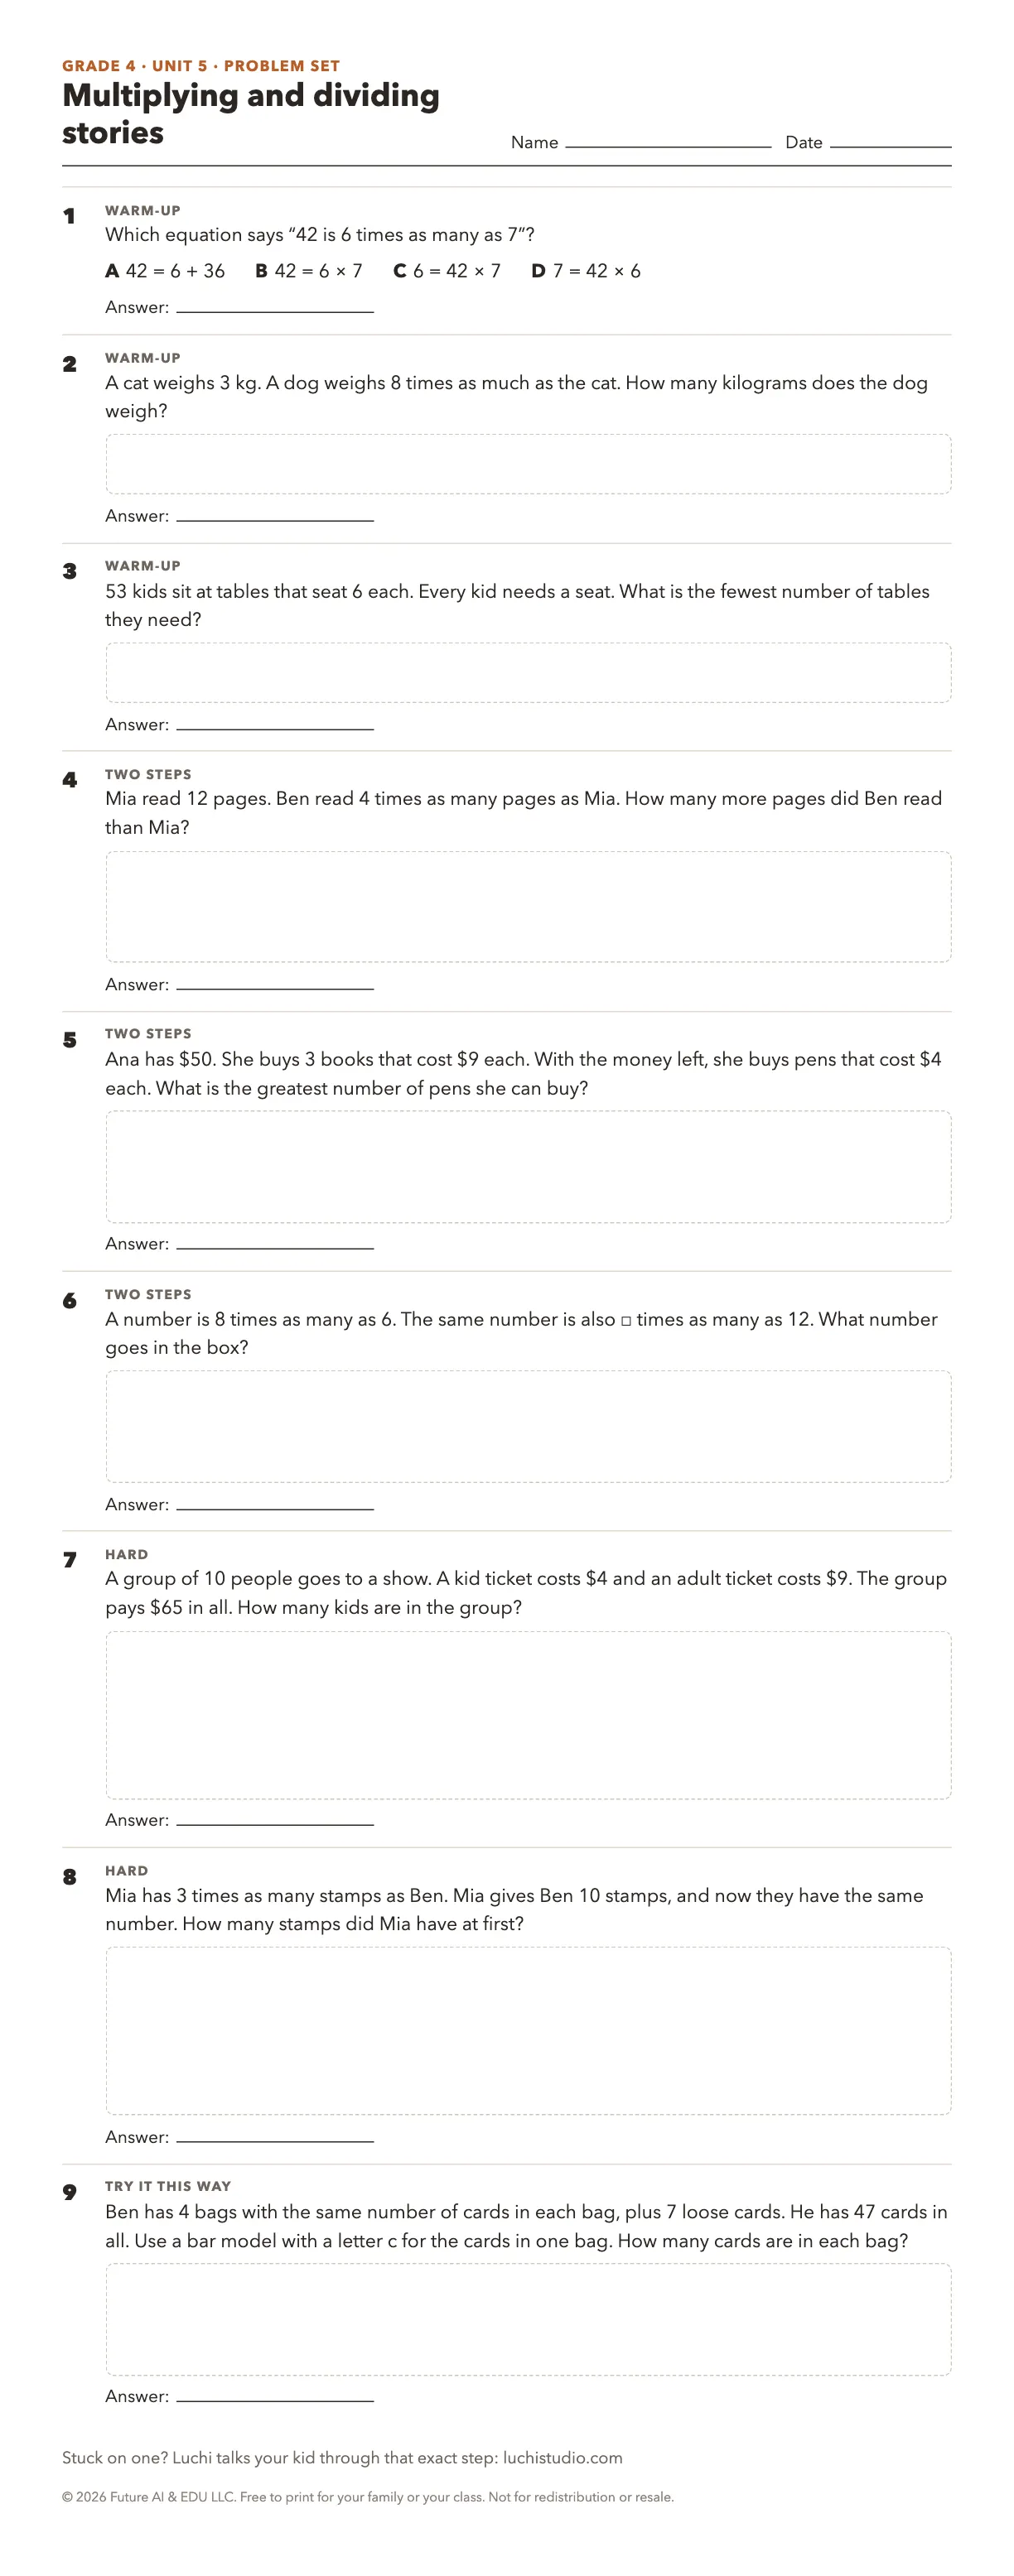 GRADE 4 · UNIT 5 · PROBLEM SET
Multiplying and dividing
stories
Name Date
1
WARM-UP
Which equation says “42 is 6 times as many as 7”?
A 42 = 6 + 36 B 42 = 6 × 7 C 6 = 42 × 7 D 7 = 42 × 6
Answer:
2
WARM-UP
A cat weighs 3 kg. A dog weighs 8 times as much as the cat. How many kilograms does the dog
weigh?
Answer:
3
WARM-UP
53 kids sit at tables that seat 6 each. Every kid needs a seat. What is the fewest number of tables
they need?
Answer:
4
TWO STEPS
Mia read 12 pages. Ben read 4 times as many pages as Mia. How many more pages did Ben read
than Mia?
Answer:
5
TWO STEPS
Ana has $50. She buys 3 books that cost $9 each. With the money left, she buys pens that cost $4
each. What is the greatest number of pens she can buy?
Answer:
6
TWO STEPS
A number is 8 times as many as 6. The same number is also □ times as many as 12. What number
goes in the box?
Answer:
7
HARD
A group of 10 people goes to a show. A kid ticket costs $4 and an adult ticket costs $9. The group
pays $65 in all. How many kids are in the group?
Answer:
8
HARD
Mia has 3 times as many stamps as Ben. Mia gives Ben 10 stamps, and now they have the same
number. How many stamps did Mia have at first?
Answer:
9
TRY IT THIS WAY
Ben has 4 bags with the same number of cards in each bag, plus 7 loose cards. He has 47 cards in
all. Use a bar model with a letter c for the cards in one bag. How many cards are in each bag?
Answer:
Stuck on one? Luchi talks your kid through that exact step: luchistudio.com
© 2026 Future AI & EDU LLC. Free to print for your family or your class. Not for redistribution or resale.